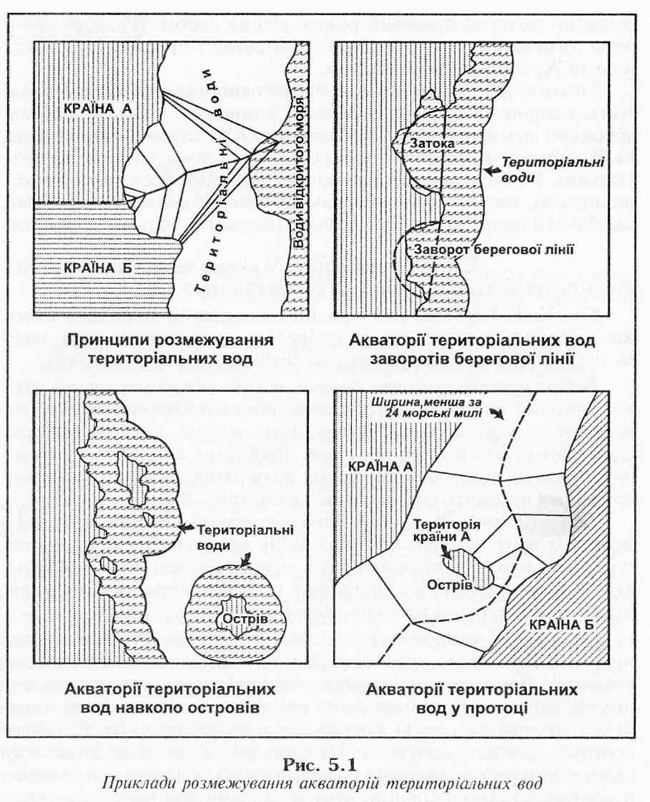 КРАЇНА А
Територіальні води
Води відкритого моря
КРАЇНА Б
Принципи розмежування
територіальних вод
Затока
Територіальні
води
Заворот берегової лінії
Акваторії територіальних вод
заворотів берегової лінії
Територіальні
води
Острів
Акваторії територіальних
вод навколо островів
Ширина,менша за
24 морські милі
КРАЇНА А
Територія
країни А
Острів
КРАЇНА Б
Акваторії територіальних
вод у протоці
Рис. 5.1
Приклади розмежування акваторій територіальних вод